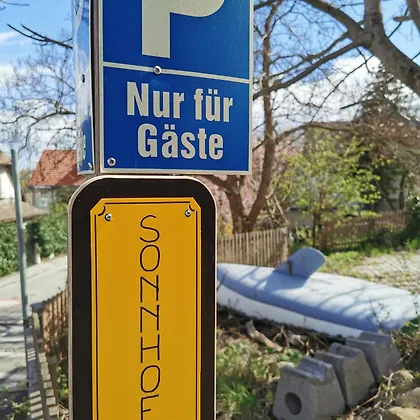 P
Nur für
Gäste
SONNHOF